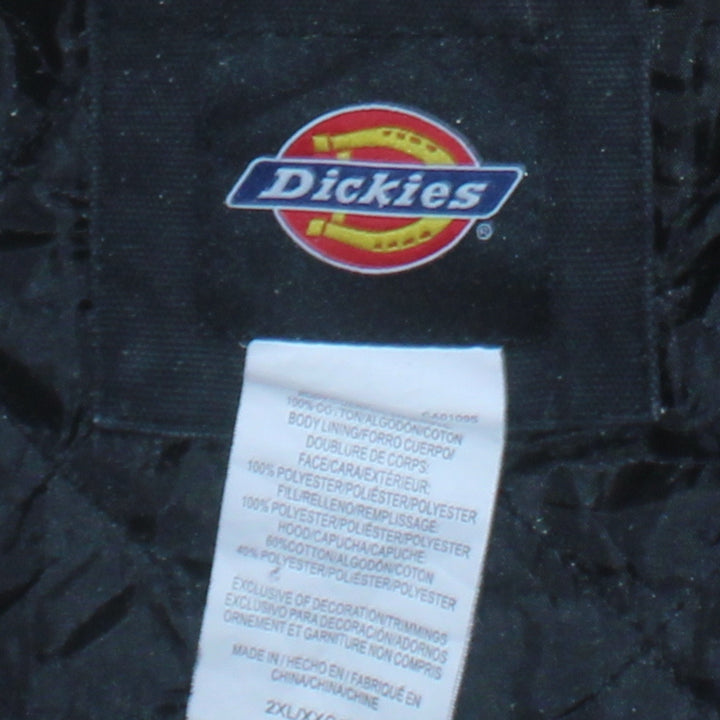 Dickies
®
100% COTTON/ALGODÓN/COTON
BODY LINING/FORRO CUERPO/
DOUBLURE DE CORPS:
FACE/CARA/EXTÉRIEUR:
100% POLYESTER/POLIÉSTER/POLYESTER
FILL/RELLENO/REMPLISSAGE:
100% POLYESTER/POLIÉSTER/POLYESTER
HOOD/CAPUCHA/CAPUCHE:
60%COTTON/ALGODÓN/COTON
40% POLYESTER/POLIÉSTER/POLYESTER
EXCLUSIVE OF DECORATION/TRIMMINGS
EXCLUSIVO PARA DECORACIÓN/ADORNOS
ORNEMENT ET GARNITURE NON COMPRIS
MADE IN / HECHO EN / FABRIQUÉ EN
CHINA/CHINA/CHINE